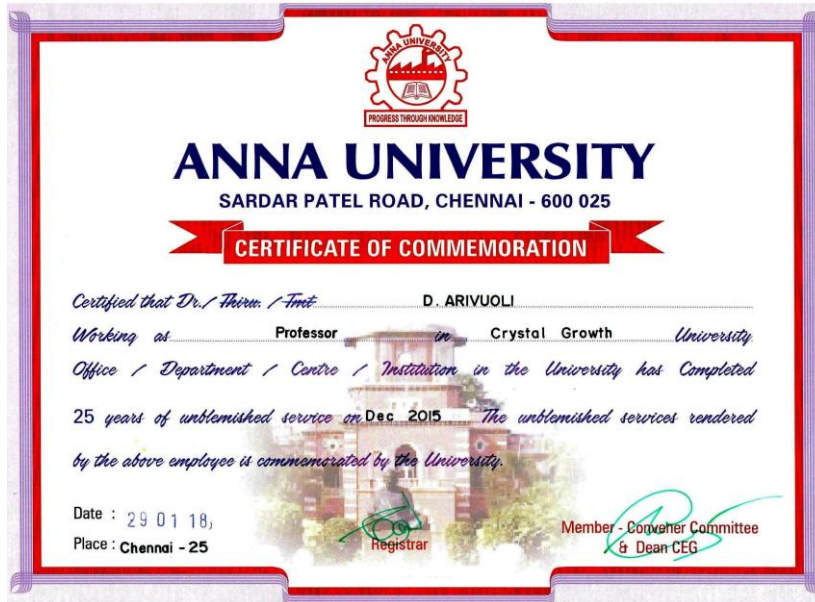 ANNA UNIVERSITY
PROGRESS THROUGH KNOWLEDGE
ANNA UNIVERSITY
SARDAR PATEL ROAD, CHENNAI - 600 025
CERTIFICATE OF COMMEMORATION
Certified that Dr. / Thiru. / Tmt D. ARIVUOLI
Working as Professor in Crystal Growth University
Office / Department / Centre / Institution in the University has Completed
25 years of unblemished service on Dec 2015 The unblemished services rendered
by the above employee is commemorated by the University.
Date : 29 01 18,
Place : Chennai - 25
Registrar
Member - Convener Committee
& Dean CEG